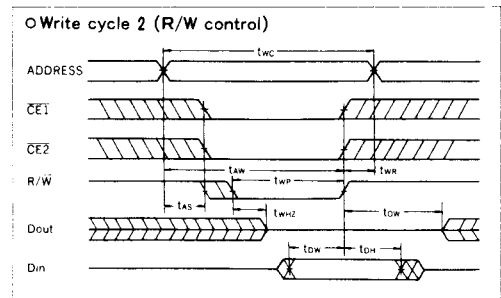 ○ Write cycle 2 (R/W control)
tWC
ADDRESS
CE1
CE2
tAW
tWR
R/W
tWP
tAS
tWHZ
tOW
Dout
tDW
tDH
Din